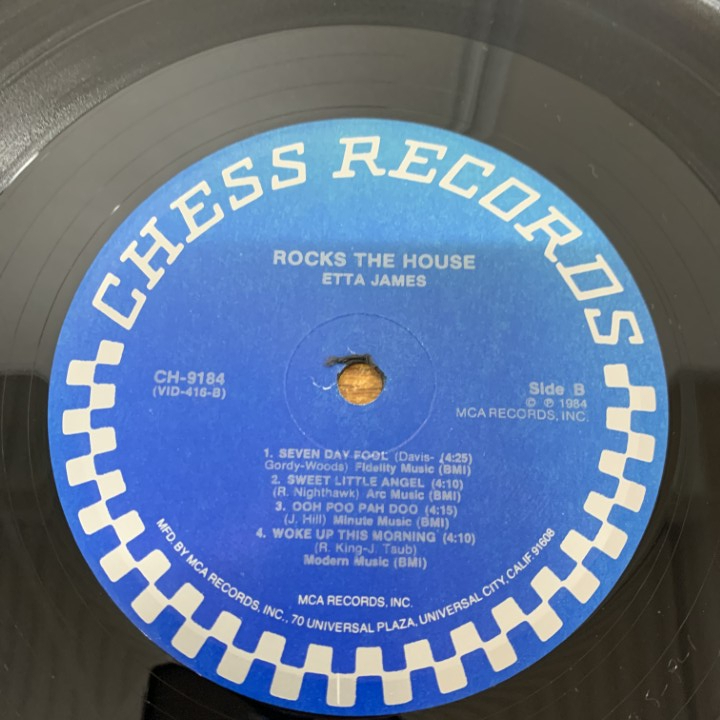 CHESS RECORDS
ROCKS THE HOUSE
ETTA JAMES
CH-9184
(VID-416-B)
Side B
© ℗ 1984
MCA RECORDS, INC.
1. SEVEN DAY FOOL (Davis- (4:25)
Gordy-Woods) Fidelity Music (BMI)
2. SWEET LITTLE ANGEL (4:10)
(R. Nighthawk) Arc Music (BMI)
3. OOH POO PAH DOO (4:15)
(J. Hill) Minute Music (BMI)
4. WOKE UP THIS MORNING (4:10)
(R. King-J. Taub)
Modern Music (BMI)
MCA RECORDS, INC.
MFD. BY MCA RECORDS, INC., 70 UNIVERSAL PLAZA, UNIVERSAL CITY, CALIF. 91608